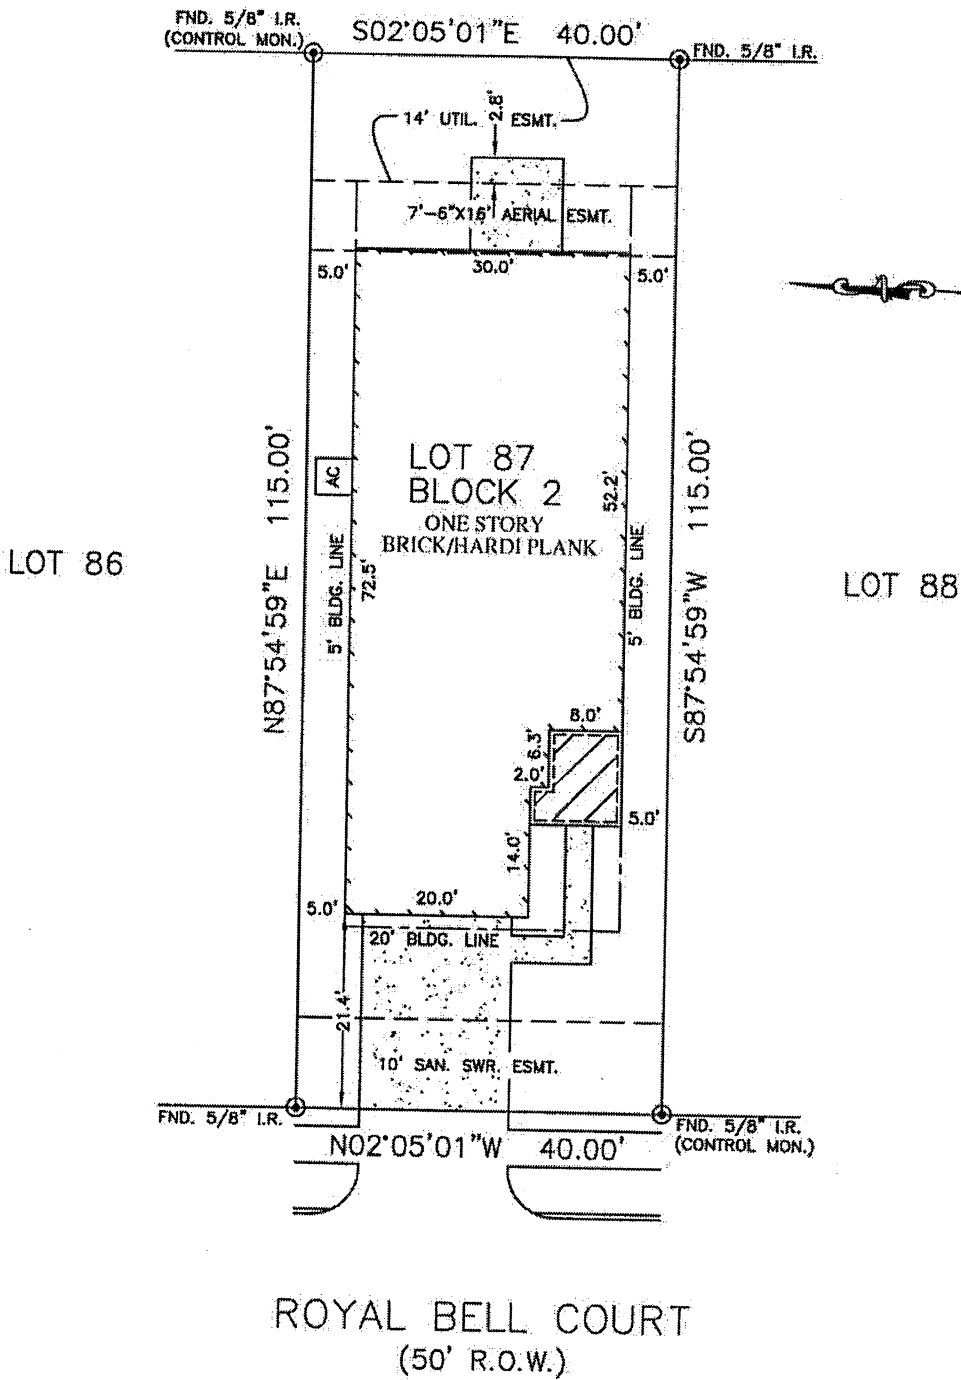 FND. 5/8" I.R.
(CONTROL MON.)
S02°05'01"E 40.00'
FND. 5/8" I.R.
14' UTIL. ESMT.
2.8'
7'-6"X16' AERIAL ESMT.
30.0'
5.0'
5.0'
LOT 87
BLOCK 2
ONE STORY
BRICK/HARDI PLANK
AC
N87°54'59"E 115.00'
5' BLDG. LINE
72.5'
52.2'
5' BLDG. LINE
S87°54'59"W 115.00'
LOT 86
LOT 88
8.0'
6.3'
2.0'
5.0'
14.0'
20.0'
5.0'
20' BLDG. LINE
21.4'
10' SAN. SWR. ESMT.
FND. 5/8" I.R.
FND. 5/8" I.R.
(CONTROL MON.)
N02°05'01"W 40.00'
ROYAL BELL COURT
(50' R.O.W.)